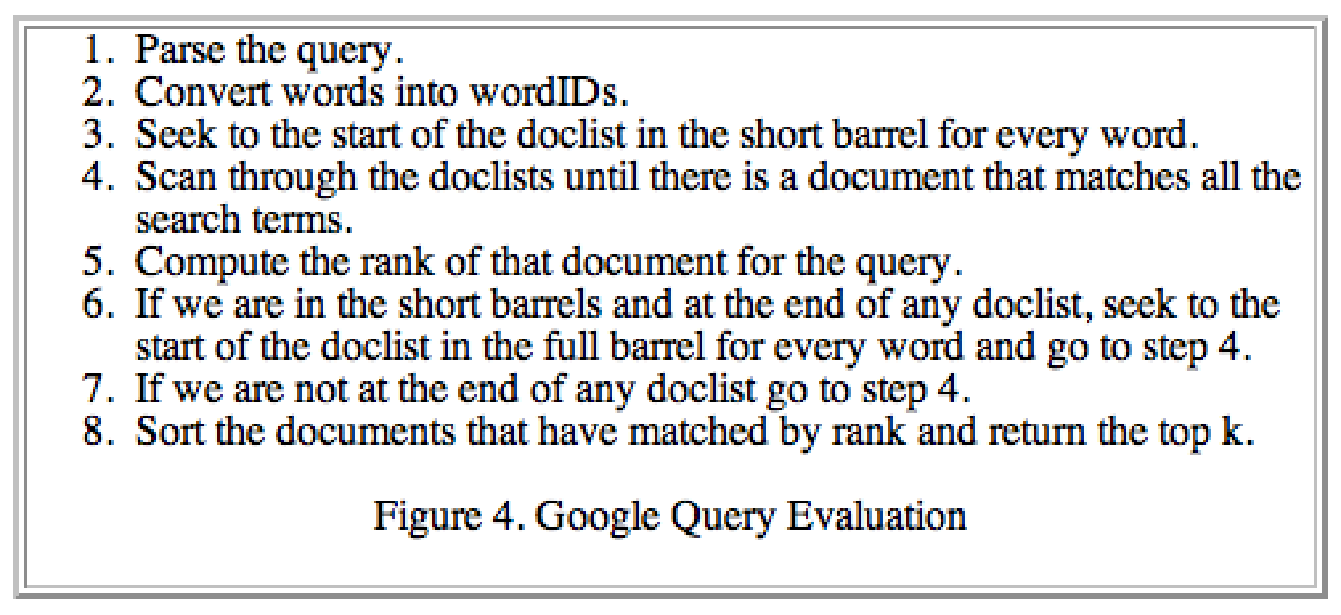 1. Parse the query.
2. Convert words into wordIDs.
3. Seek to the start of the doclist in the short barrel for every word.
4. Scan through the doclists until there is a document that matches all the
search terms.
5. Compute the rank of that document for the query.
6. If we are in the short barrels and at the end of any doclist, seek to the
start of the doclist in the full barrel for every word and go to step 4.
7. If we are not at the end of any doclist go to step 4.
8. Sort the documents that have matched by rank and return the top k.
Figure 4. Google Query Evaluation